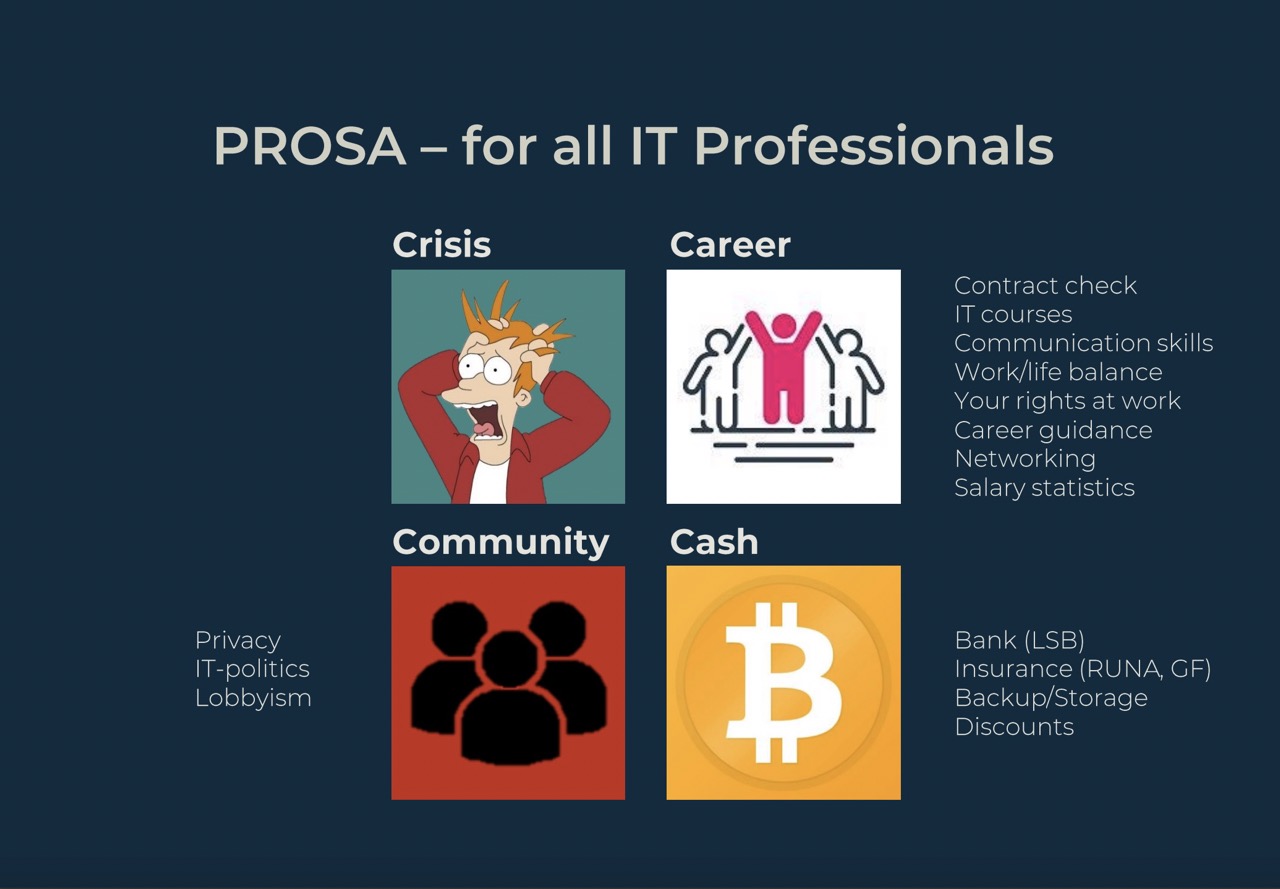 PROSA – for all IT Professionals
Crisis
Career
Contract check
IT courses
Communication skills
Work/life balance
Your rights at work
Career guidance
Networking
Salary statistics
Community
Privacy
IT-politics
Lobbyism
Cash
Bank (LSB)
Insurance (RUNA, GF)
Backup/Storage
Discounts